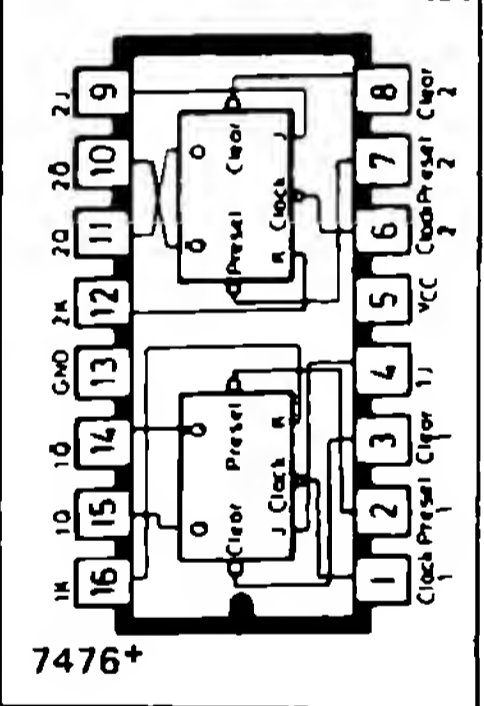 2J 9
2Q̄ 10
2Q 11
2K 12
GND 13
1Q̄ 14
1Q 15
1K 16
Q Clear J
Clock
Q̄ Preset K
Q̄ Preset K
Clock
Q Clear J
8 Clear 2
7 Preset 2
6 Clock 2
5 VCC
4 1J
3 Clear 1
2 Preset 1
1 Clock 1
7476+